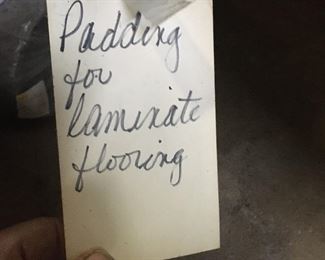 Padding
for
laminate
flooring